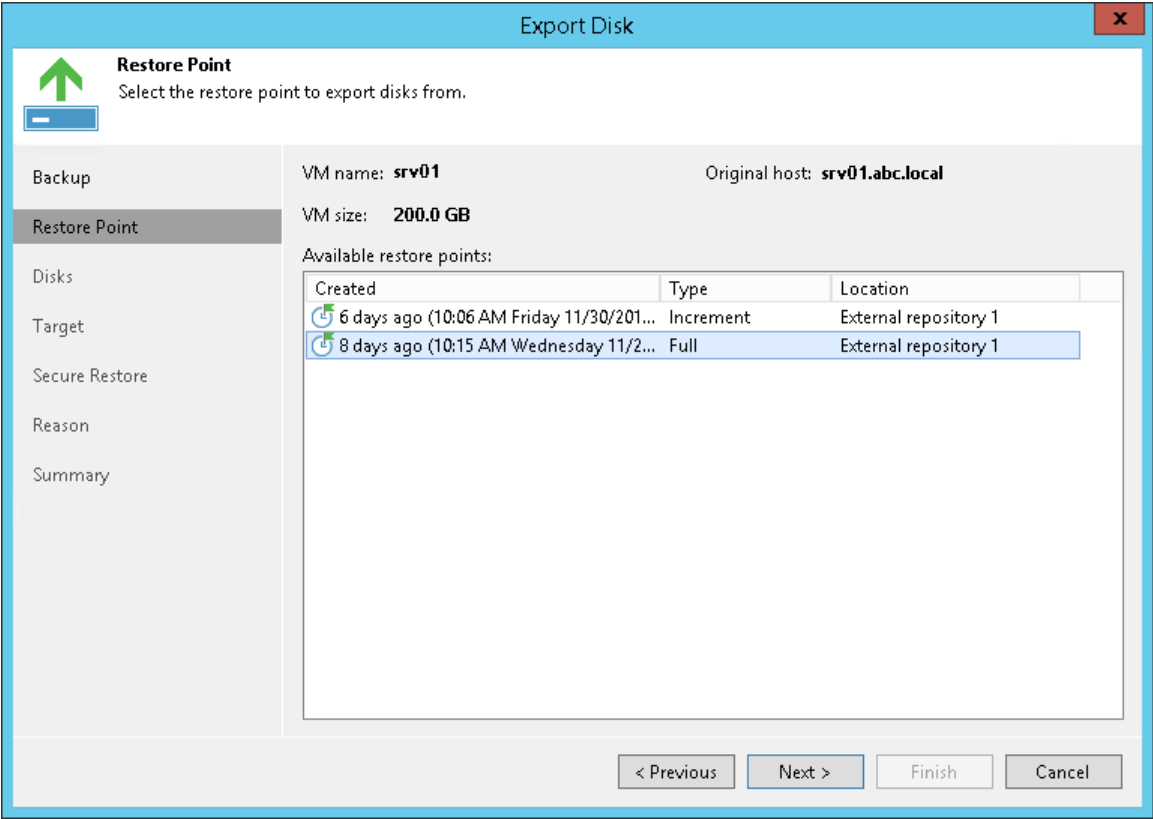 Export Disk
x
Restore Point
Select the restore point to export disks from.
Backup
Restore Point
Disks
Target
Secure Restore
Reason
Summary
VM name: srv01
Original host: srv01.abc.local
VM size: 200.0 GB
Available restore points:
Created Type Location
6 days ago (10:06 AM Friday 11/30/201... Increment External repository 1
8 days ago (10:15 AM Wednesday 11/2... Full External repository 1
< Previous Next > Finish Cancel